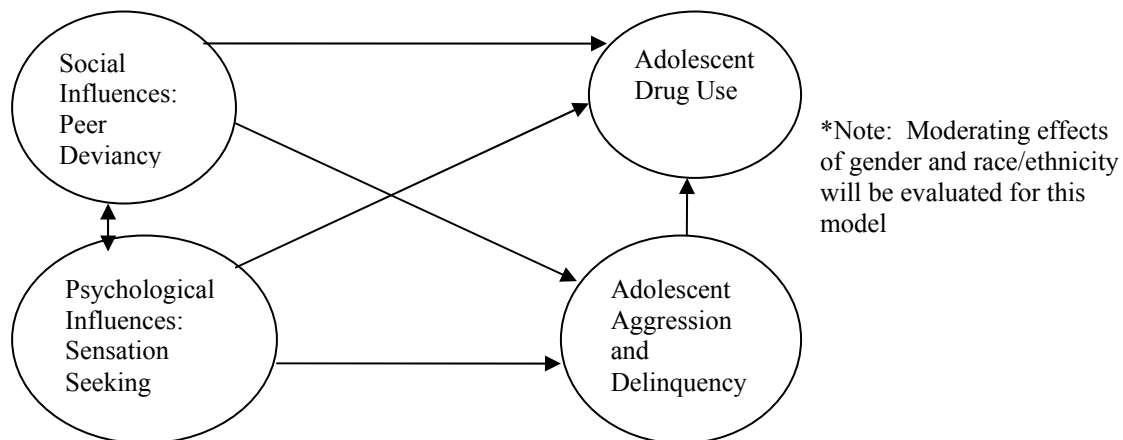 Social
Influences:
Peer
Deviancy
Adolescent
Drug Use
*Note:  Moderating effects
of gender and race/ethnicity
will be evaluated for this
model
Psychological
Influences:
Sensation
Seeking
Adolescent
Aggression
and
Delinquency